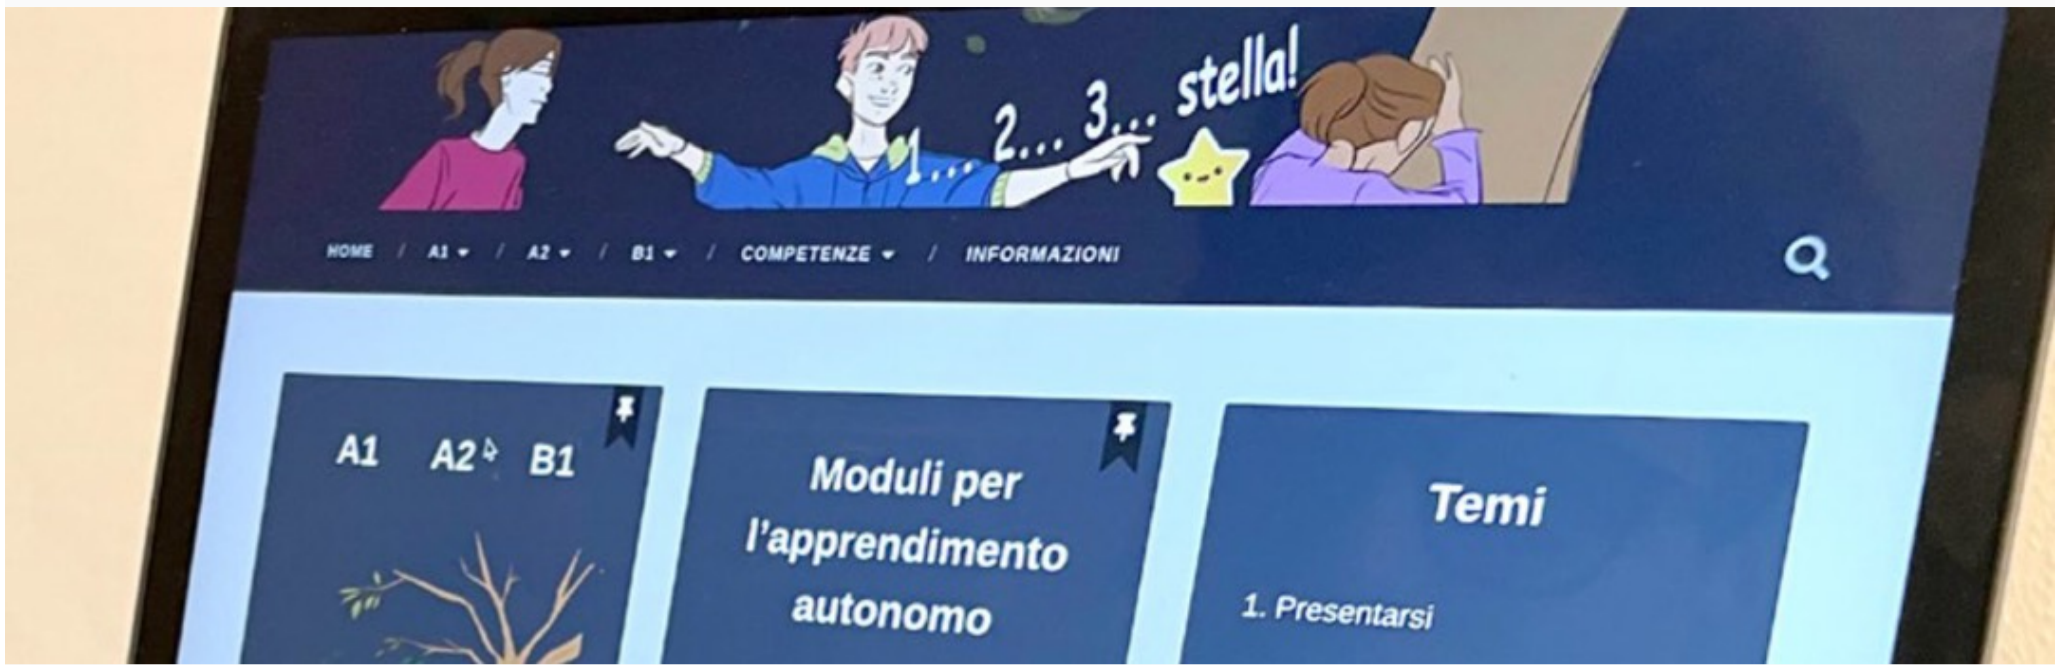 1... 2... 3... stella!
HOME / A1 / A2 / B1 / COMPETENZE / INFORMAZIONI
A1 A2 B1
Moduli per
l'apprendimento
autonomo
Temi
1. Presentarsi